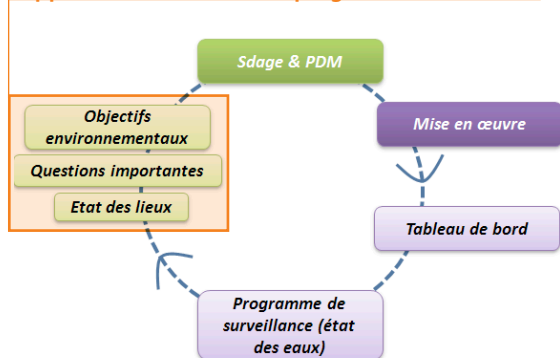 Sdage & PDM
Objectifs
environnementaux
Questions importantes
Etat des lieux
Mise en œuvre
Tableau de bord
Programme de
surveillance (état
des eaux)